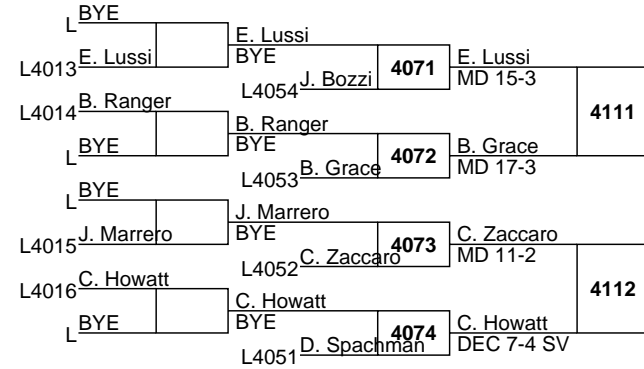 L BYE
L4013 E. Lussi
E. Lussi
BYE
L4054 J. Bozzi
4071
E. Lussi
MD 15-3
L4014 B. Ranger
L BYE
B. Ranger
BYE
L4053 B. Grace
4072
B. Grace
MD 17-3
4111
L BYE
L4015 J. Marrero
J. Marrero
BYE
L4052 C. Zaccaro
4073
C. Zaccaro
MD 11-2
L4016 C. Howatt
L BYE
C. Howatt
BYE
L4051 D. Spachman
4074
C. Howatt
DEC 7-4 SV
4112